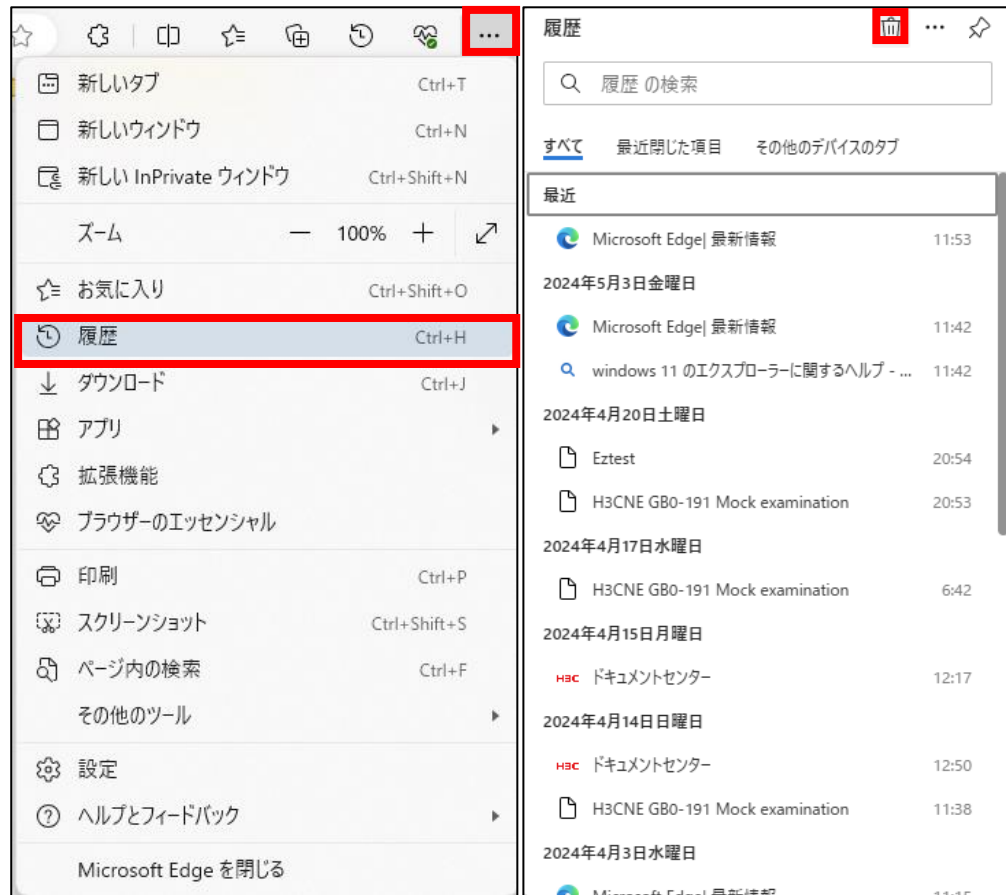 新しいタブ Ctrl+T
新しいウィンドウ Ctrl+N
新しい InPrivate ウィンドウ Ctrl+Shift+N
ズーム 100%
お気に入り Ctrl+Shift+O
履歴 Ctrl+H
ダウンロード Ctrl+J
アプリ
拡張機能
ブラウザーのエッセンシャル
印刷 Ctrl+P
スクリーンショット Ctrl+Shift+S
ページ内の検索 Ctrl+F
その他のツール
設定
ヘルプとフィードバック
Microsoft Edge を閉じる
履歴
履歴 の検索
すべて 最近閉じた項目 その他のデバイスのタブ
最近
Microsoft Edge| 最新情報 11:53
2024年5月3日金曜日
Microsoft Edge| 最新情報 11:42
windows 11 のエクスプローラーに関するヘルプ - ... 11:42
2024年4月20日土曜日
Eztest 20:54
H3CNE GB0-191 Mock examination 20:53
2024年4月17日水曜日
H3CNE GB0-191 Mock examination 6:42
2024年4月15日月曜日
H3C ドキュメントセンター 12:17
2024年4月14日日曜日
H3C ドキュメントセンター 12:50
H3CNE GB0-191 Mock examination 11:38
2024年4月3日水曜日